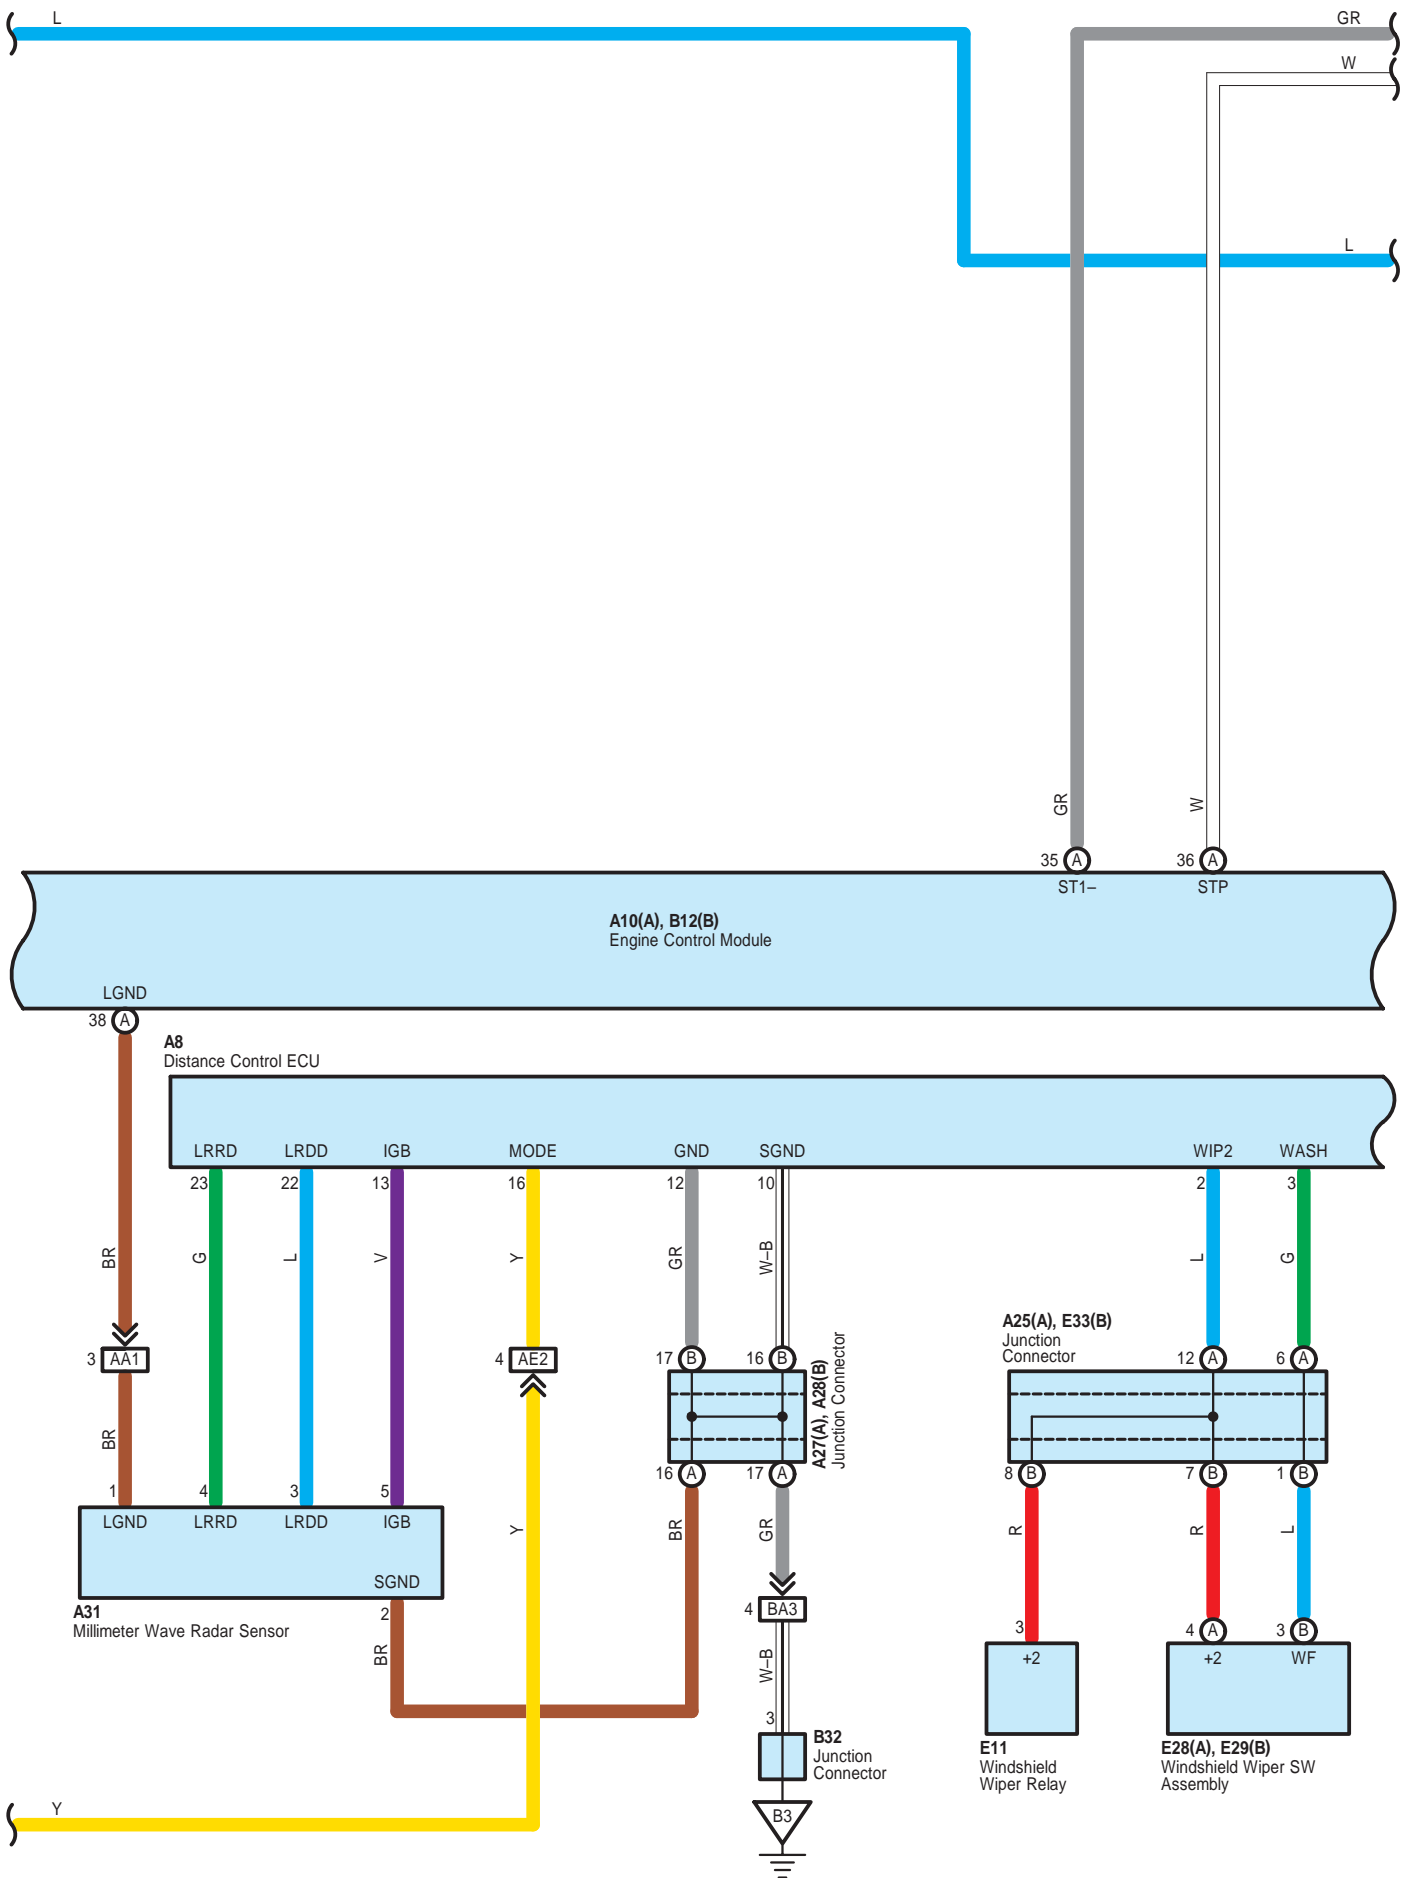 L
GR
W
L
GR
W
35 A
36 A
ST1–
STP
A10(A), B12(B)
Engine Control Module
LGND
38 A
A8
Distance Control ECU
LRRD
LRDD
IGB
MODE
GND
SGND
WIP2
WASH
23
22
13
16
12
10
2
3
BR
G
L
V
Y
GR
W–B
L
G
A25(A), E33(B)
Junction
Connector
3 AA1
4 AE2
17 B
16 B
12 A
6 A
A27(A), A28(B)
Junction Connector
BR
16 A
17 A
8 B
7 B
1 B
1
4
3
5
LGND
LRRD
LRDD
IGB
Y
BR
GR
R
R
L
SGND
A31
Millimeter Wave Radar Sensor
2
BR
4 BA3
W–B
3
3
4 A
3 B
+2
+2
WF
B32
Junction
Connector
E11
Windshield
Wiper Relay
E28(A), E29(B)
Windshield Wiper SW
Assembly
Y
B3